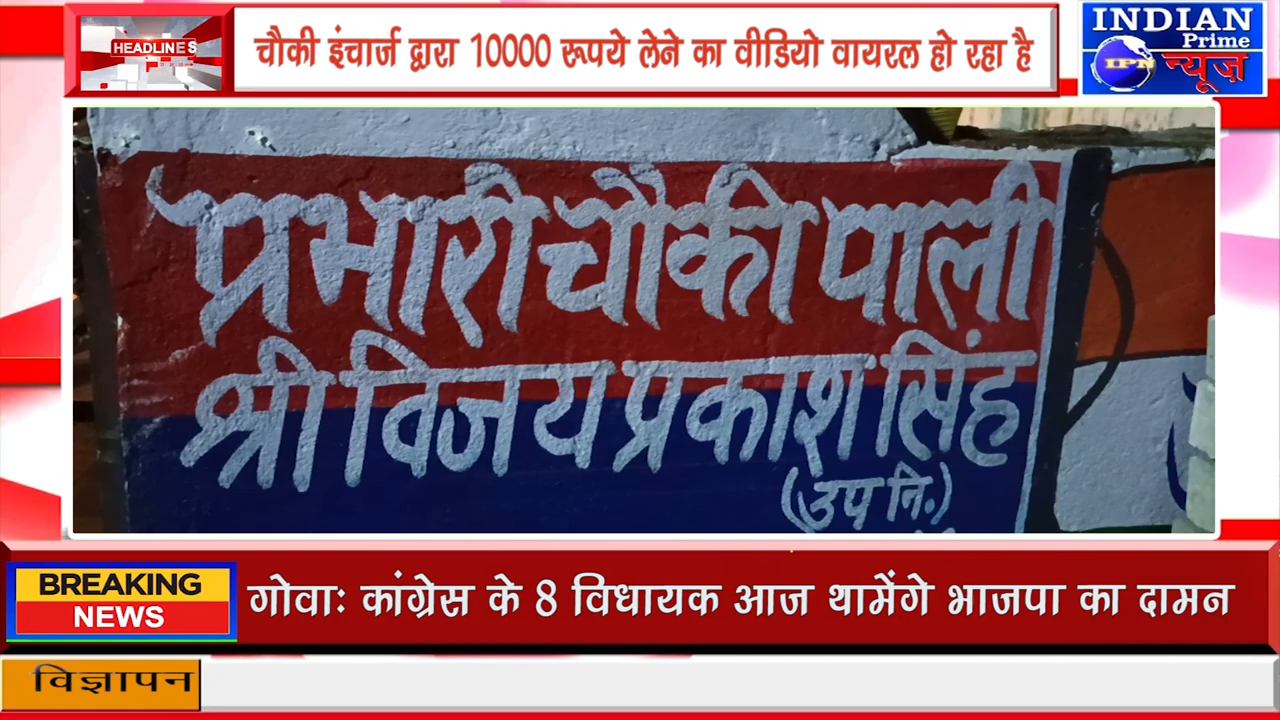 HEADLINES
चौकी इंचार्ज द्वारा 10000 रूपये लेने का वीडियो वायरल हो रहा है
INDIAN
Prime
IPN न्यूज़
प्रभारी चौकी पाली
श्री विजय प्रकाश सिंह
(उप नि.)
BREAKING
NEWS
गोवाः कांग्रेस के 8 विधायक आज थामेंगे भाजपा का दामन
विज्ञापन